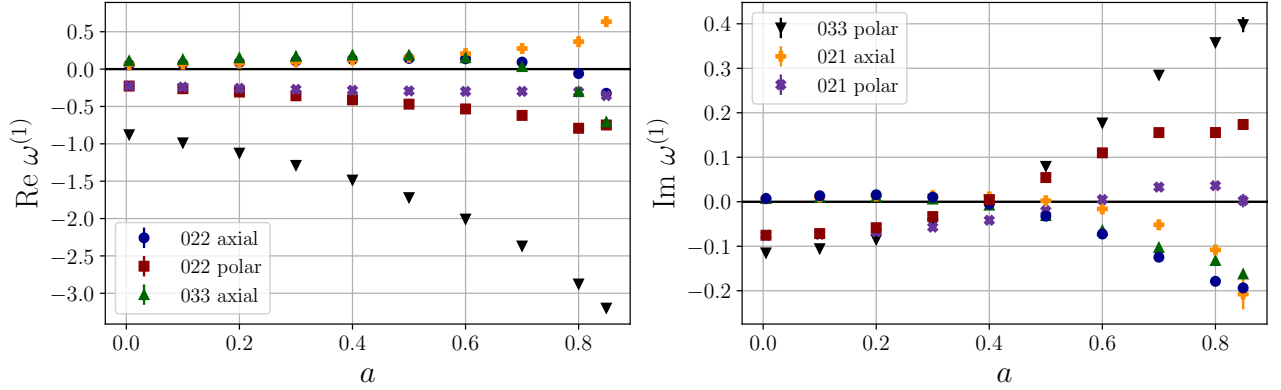 Re ω^(1)
0.5
0.0
−0.5
−1.0
−1.5
−2.0
−2.5
−3.0
022 axial
022 polar
033 axial
0.0 0.2 0.4 0.6 0.8
a
Im ω^(1)
0.4
0.3
0.2
0.1
0.0
−0.1
−0.2
033 polar
021 axial
021 polar
0.0 0.2 0.4 0.6 0.8
a